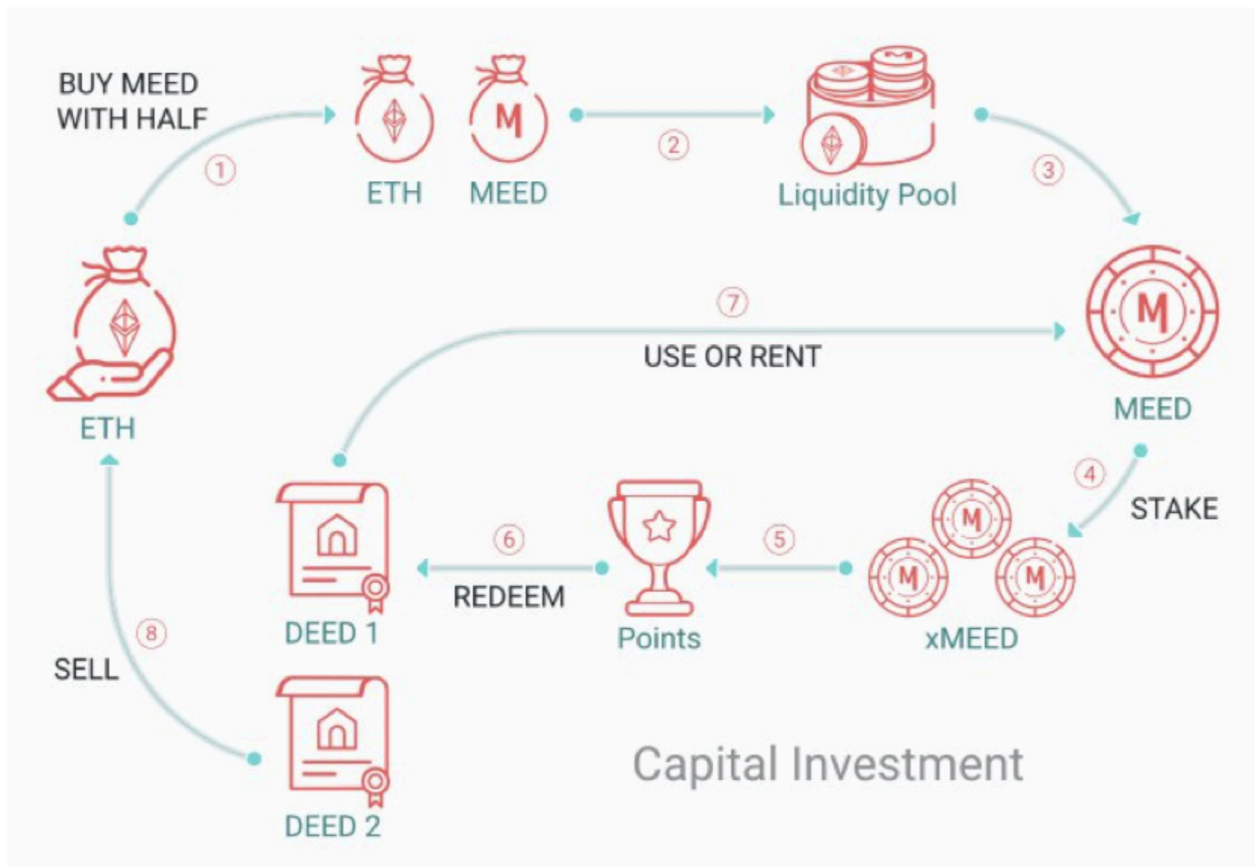 BUY MEED
WITH HALF
1
ETH
M
MEED
2
Liquidity Pool
3
ETH
7
USE OR RENT
M
MEED
4
STAKE
M
M
M
xMEED
5
Points
6
REDEEM
DEED 1
8
SELL
DEED 2
Capital Investment